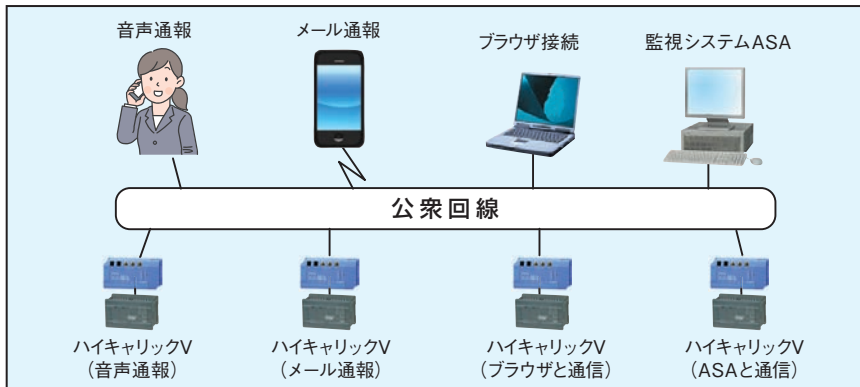 音声通報
メール通報
ブラウザ接続
監視システムASA
公衆回線
ハイキャリックV
（音声通報）
ハイキャリックV
（メール通報）
ハイキャリックV
（ブラウザと通信）
ハイキャリックV
（ASAと通信）